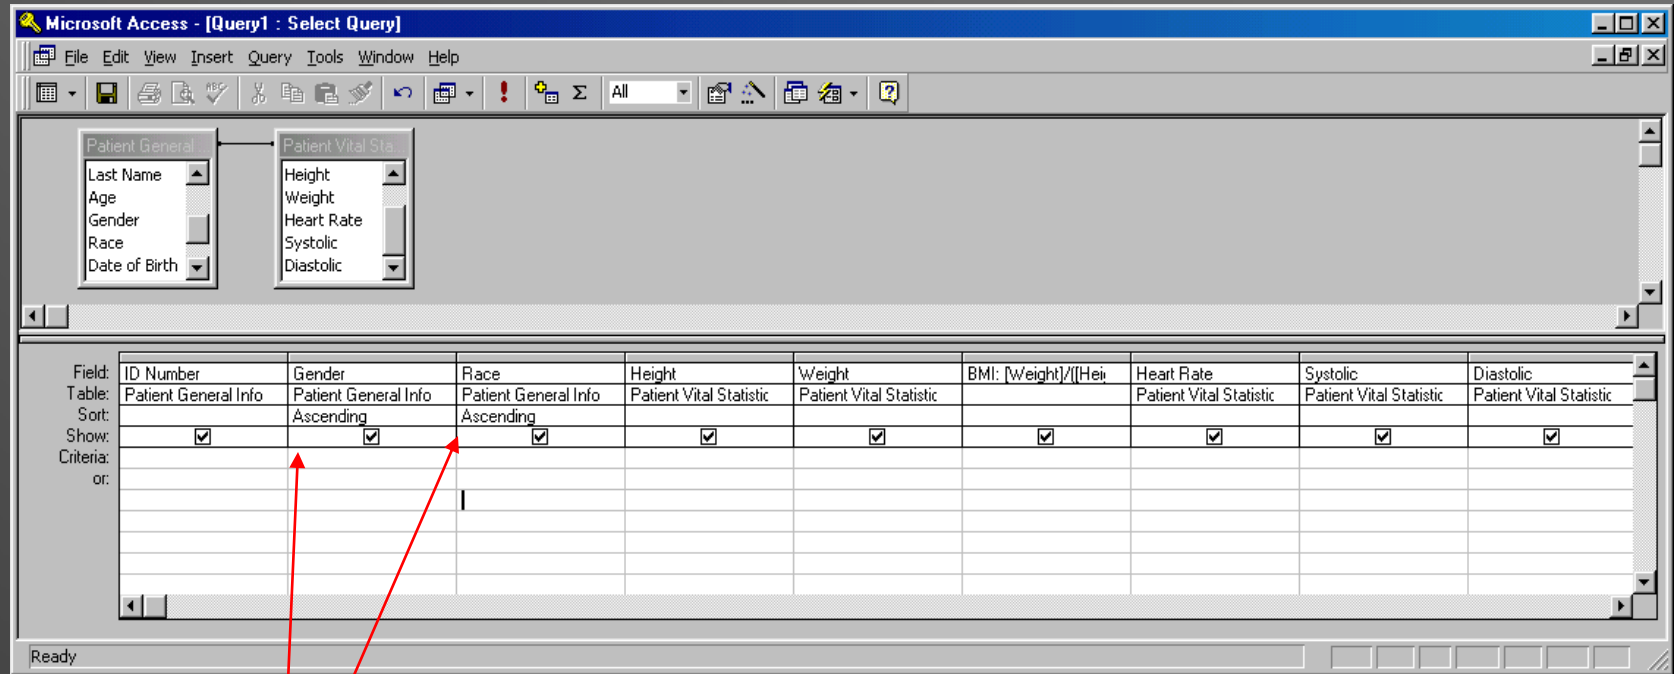 Microsoft Access - [Query1 : Select Query]
File Edit View Insert Query Tools Window Help
All
Patient General ...
Last Name
Age
Gender
Race
Date of Birth
Patient Vital Sta...
Height
Weight
Heart Rate
Systolic
Diastolic
Field: ID Number Gender Race Height Weight BMI: [Weight]/([Hei Heart Rate Systolic Diastolic
Table: Patient General Info Patient General Info Patient General Info Patient Vital Statistic Patient Vital Statistic Patient Vital Statistic Patient Vital Statistic Patient Vital Statistic
Sort: Ascending Ascending
Show:
Criteria:
or:
Ready